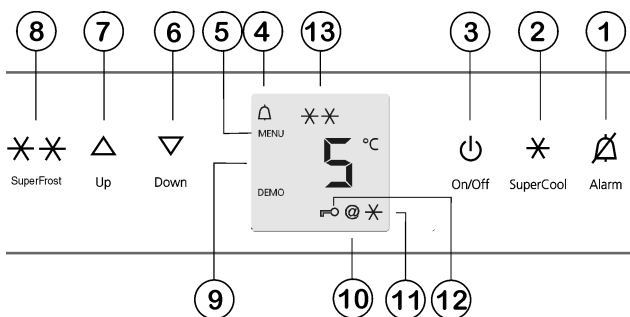 8 7 6 5 4 13 3 2 1
MENU
5 °C
SuperFrost Up Down DEMO On/Off SuperCool Alarm
@
9 10 11 12